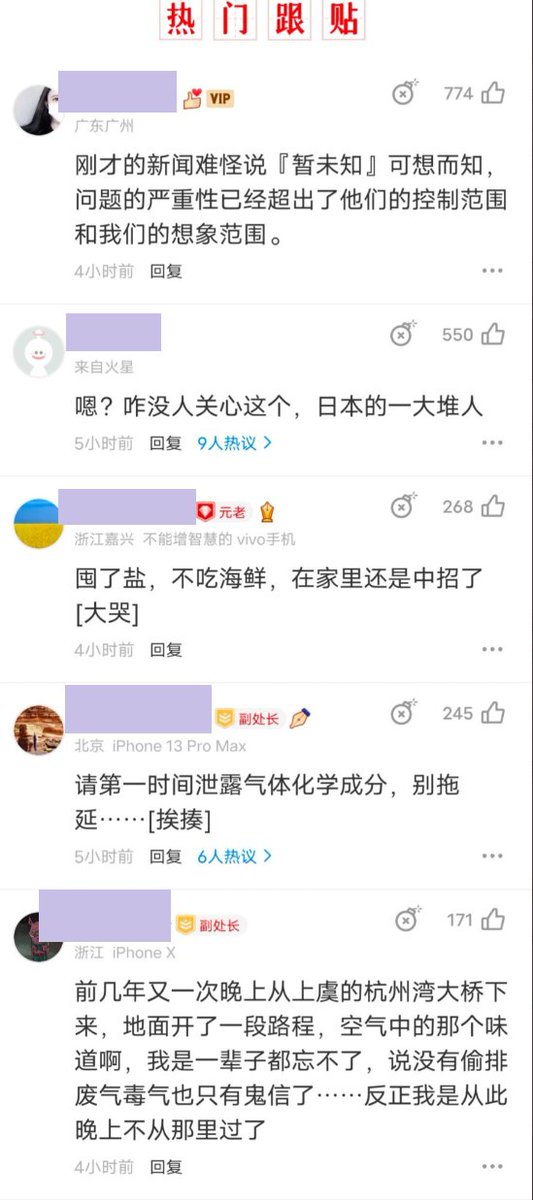 热门跟贴
VIP
774
广东广州
刚才的新闻难怪说『暂未知』可想而知，
问题的严重性已经超出了他们的控制范围
和我们的想象范围。
4小时前 回复
550
来自火星
嗯？咋没人关心这个，日本的一大堆人
5小时前 回复 9人热议
元老
268
浙江嘉兴 不能增智慧的 vivo手机
囤了盐，不吃海鲜，在家里还是中招了
[大哭]
4小时前 回复
副处长
245
北京 iPhone 13 Pro Max
请第一时间泄露气体化学成分，别拖
延……[挨揍]
5小时前 回复 6人热议
副处长
171
浙江 iPhone X
前几年又一次晚上从上虞的杭州湾大桥下
来，地面开了一段路程，空气中的那个味
道啊，我是一辈子都忘不了，说没有偷排
废气毒气也只有鬼信了……反正我是从此
晚上不从那里过了
4小时前 回复